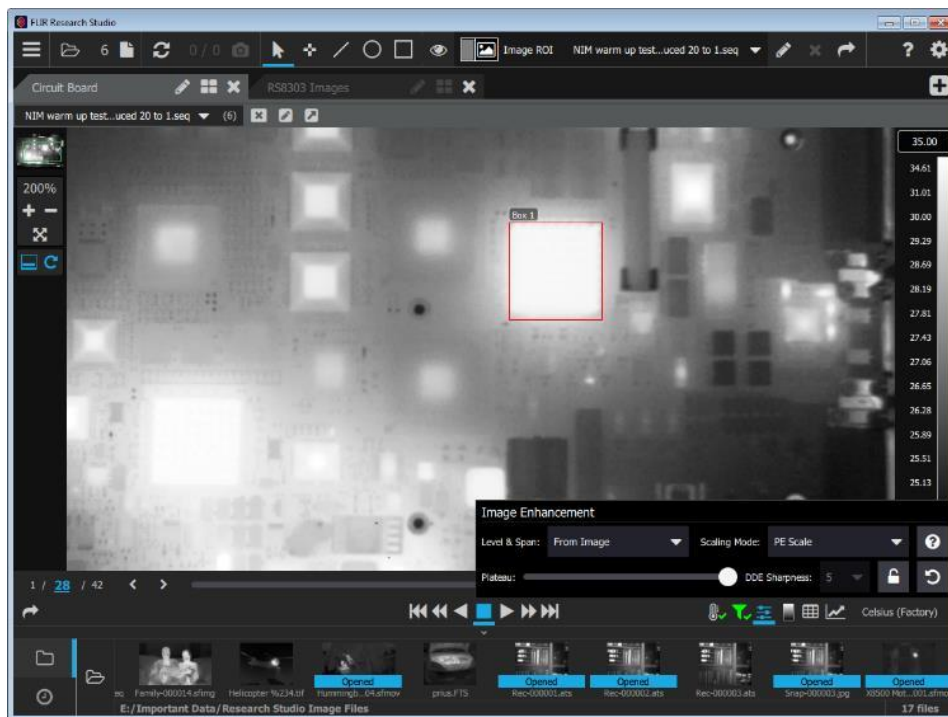 FLIR Research Studio
6 0 / 0 Image ROI NIM warm up test...uced 20 to 1.seq ?
Circuit Board RS8303 Images
NIM warm up test...uced 20 to 1.seq (6)
200%
Box 1
35.00
34.61
31.01
30.00
29.29
28.69
28.19
27.81
27.43
27.06
26.65
26.28
25.89
25.51
25.13
Image Enhancement
Level & Span: From Image Scaling Mode: PE Scale ?
Plateau: DDE Sharpness: 5
1 / 28 / 42
Celsius (Factory)
Opened Opened Opened Opened Opened
eq Family-000014.sfimg Helicopter %234.tif Hummingb...04.sfmov prius.FTS Rec-000001.ats Rec-000002.ats Rec-000003.ats Snap-000003.jpg X8500 Mot...001.sfmo
E:/Important Data/Research Studio Image Files 17 files